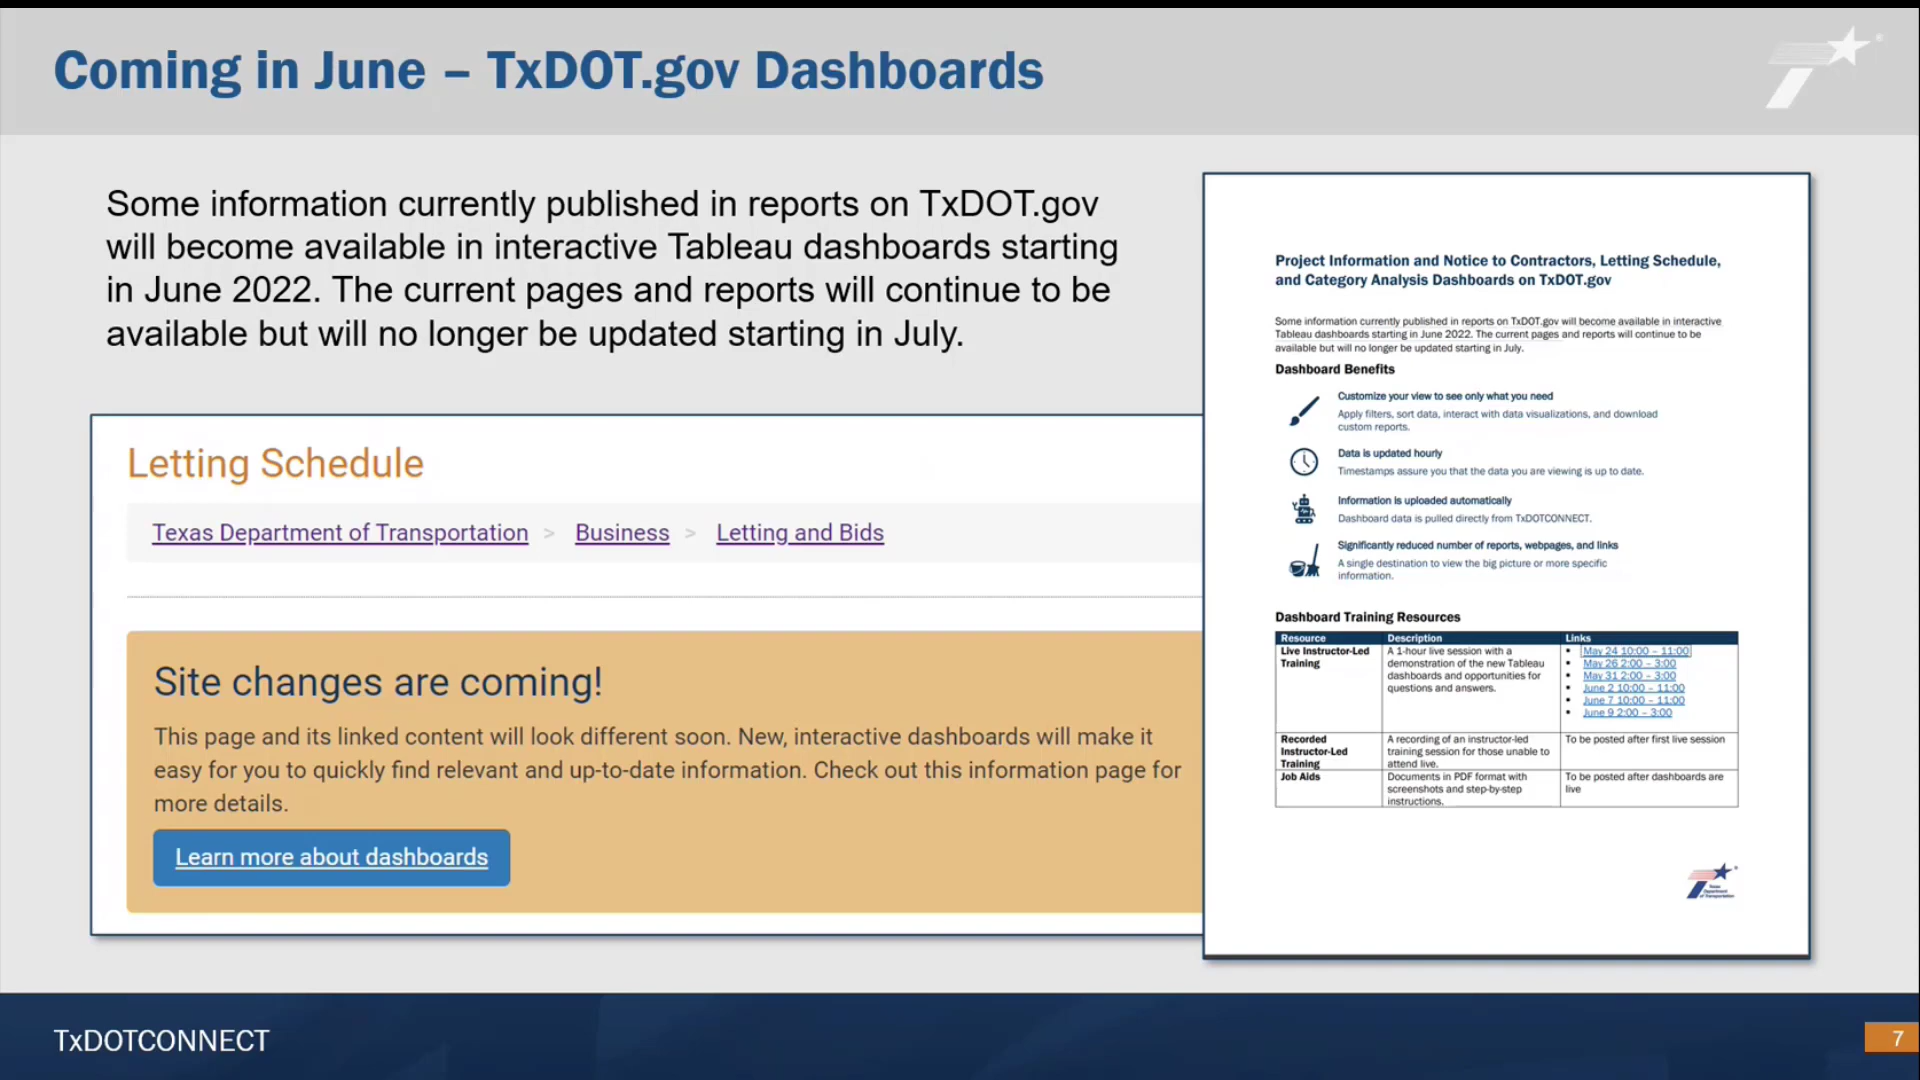 Coming in June – TxDOT.gov Dashboards
Some information currently published in reports on TxDOT.gov
will become available in interactive Tableau dashboards starting
in June 2022. The current pages and reports will continue to be
available but will no longer be updated starting in July.
Letting Schedule
Texas Department of Transportation > Business > Letting and Bids
Site changes are coming!
This page and its linked content will look different soon. New, interactive dashboards will make it
easy for you to quickly find relevant and up-to-date information. Check out this information page for
more details.
Learn more about dashboards
Project Information and Notice to Contractors, Letting Schedule,
and Category Analysis Dashboards on TxDOT.gov
Some information currently published in reports on TxDOT.gov will become available in interactive
Tableau dashboards starting in June 2022. The current pages and reports will continue to be
available but will no longer be updated starting in July.
Dashboard Benefits
Customize your view to see only what you need
Apply filters, sort data, interact with data visualizations, and download
custom reports.
Data is updated hourly
Timestamps assure you that the data you are viewing is up to date.
Information is uploaded automatically
Dashboard data is pulled directly from TxDOTCONNECT.
Significantly reduced number of reports, webpages, and links
A single destination to view the big picture or more specific
information.
Dashboard Training Resources
Resource Description Links
Live Instructor-Led
Training
A 1-hour live session with a
demonstration of the new Tableau
dashboards and opportunities for
questions and answers.
• May 24 10:00 – 11:00
• May 26 2:00 – 3:00
• May 31 2:00 – 3:00
• June 2 10:00 – 11:00
• June 7 10:00 – 11:00
• June 9 2:00 – 3:00
Recorded
Instructor-Led
Training
A recording of an instructor-led
training session for those unable to
attend live.
To be posted after first live session
Job Aids
Documents in PDF format with
screenshots and step-by-step
instructions.
To be posted after dashboards are
live
Texas
Department
of Transportation
TxDOTCONNECT
7